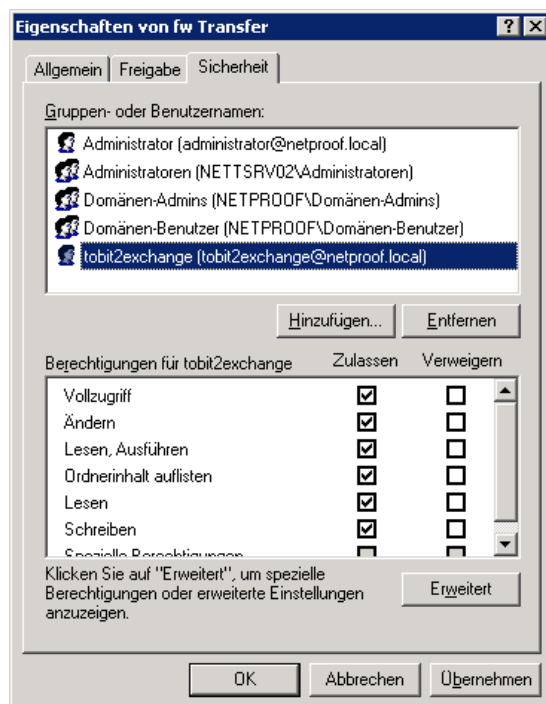 Eigenschaften von fw Transfer
Allgemein Freigabe Sicherheit
Gruppen- oder Benutzernamen:
Administrator (administrator@netproof.local)
Administratoren (NETTSRV02\Administratoren)
Domänen-Admins (NETPROOF\Domänen-Admins)
Domänen-Benutzer (NETPROOF\Domänen-Benutzer)
tobit2exchange (tobit2exchange@netproof.local)
Hinzufügen... Entfernen
Berechtigungen für tobit2exchange Zulassen Verweigern
Vollzugriff
Ändern
Lesen, Ausführen
Ordnerinhalt auflisten
Lesen
Schreiben
Spezielle Berechtigungen
Klicken Sie auf "Erweitert", um spezielle
Berechtigungen oder erweiterte Einstellungen
anzuzeigen.
Erweitert
OK Abbrechen Übernehmen